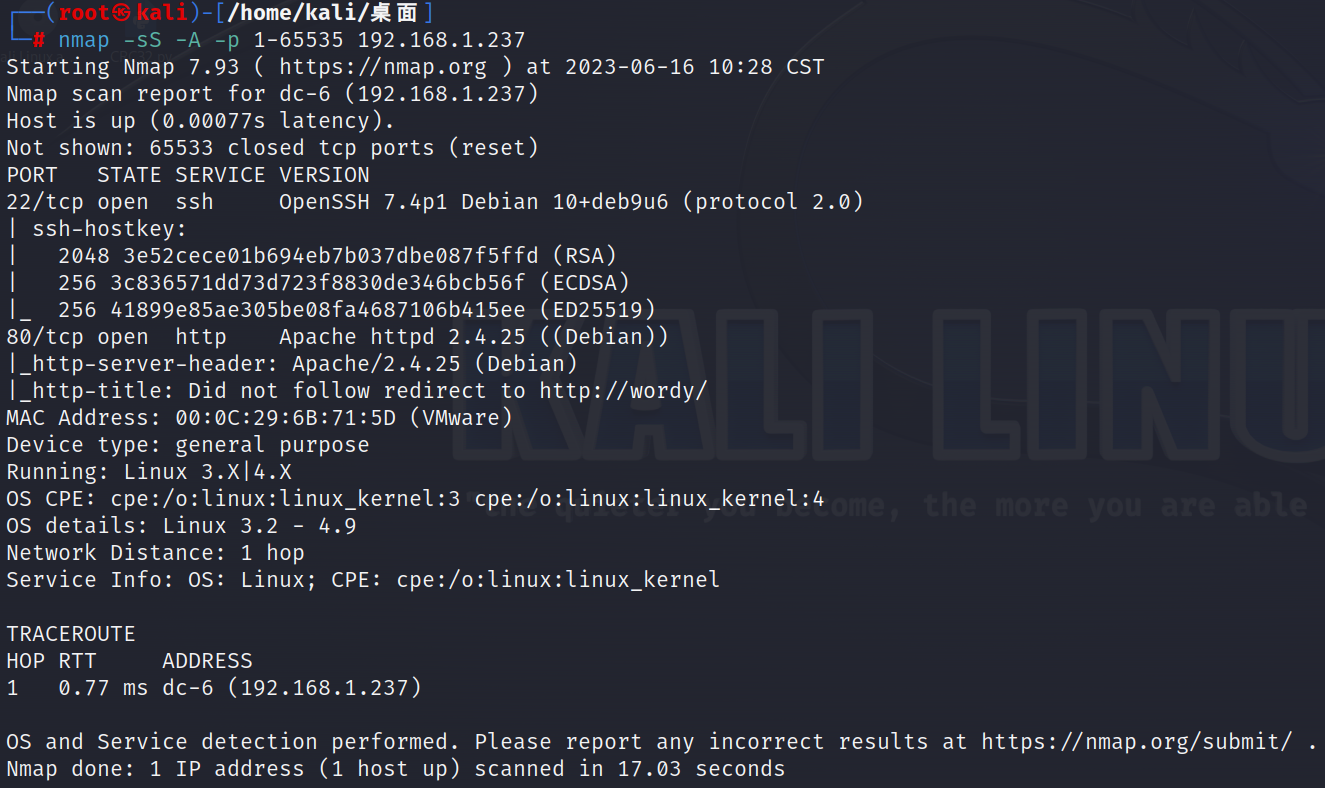 ┌──(root㉿kali)-[/home/kali/桌面]
└─# nmap -sS -A -p 1-65535 192.168.1.237
Starting Nmap 7.93 ( https://nmap.org ) at 2023-06-16 10:28 CST
Nmap scan report for dc-6 (192.168.1.237)
Host is up (0.00077s latency).
Not shown: 65533 closed tcp ports (reset)
PORT   STATE SERVICE VERSION
22/tcp open  ssh     OpenSSH 7.4p1 Debian 10+deb9u6 (protocol 2.0)
| ssh-hostkey:
|   2048 3e52cece01b694eb7b037dbe087f5ffd (RSA)
|   256 3c836571dd73d723f8830de346bcb56f (ECDSA)
|_  256 41899e85ae305be08fa4687106b415ee (ED25519)
80/tcp open  http    Apache httpd 2.4.25 ((Debian))
|_http-server-header: Apache/2.4.25 (Debian)
|_http-title: Did not follow redirect to http://wordy/
MAC Address: 00:0C:29:6B:71:5D (VMware)
Device type: general purpose
Running: Linux 3.X|4.X
OS CPE: cpe:/o:linux:linux_kernel:3 cpe:/o:linux:linux_kernel:4
OS details: Linux 3.2 - 4.9
Network Distance: 1 hop
Service Info: OS: Linux; CPE: cpe:/o:linux:linux_kernel

TRACEROUTE
HOP RTT     ADDRESS
1   0.77 ms dc-6 (192.168.1.237)

OS and Service detection performed. Please report any incorrect results at https://nmap.org/submit/ .
Nmap done: 1 IP address (1 host up) scanned in 17.03 seconds
KALI LINU
"the quieter you become, the more you are able